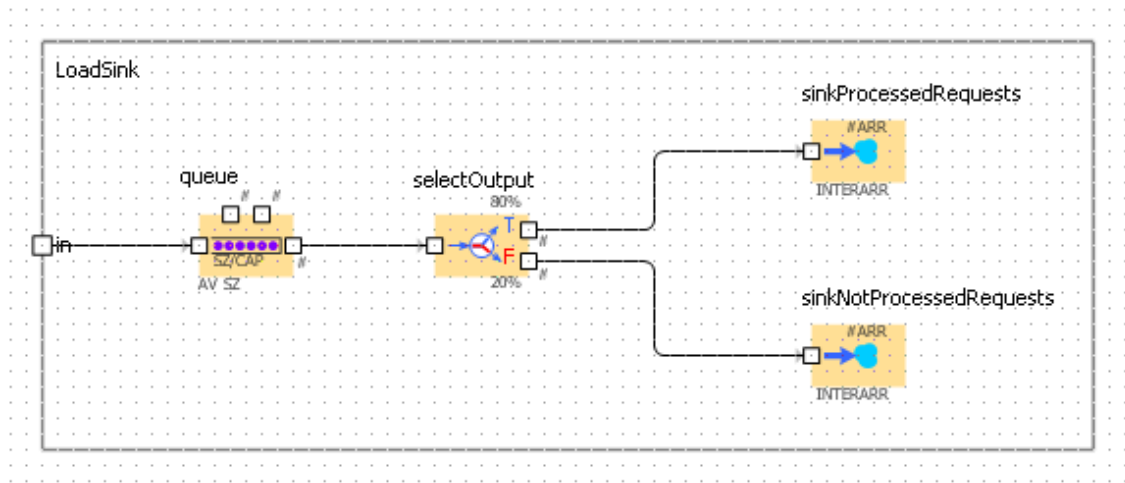 LoadSink
sinkProcessedRequests
#ARR
INTERARR
queue
# #
selectOutput
80%
in
T
#
SZ/CAP
#
F
#
AV SZ
20%
sinkNotProcessedRequests
#ARR
INTERARR